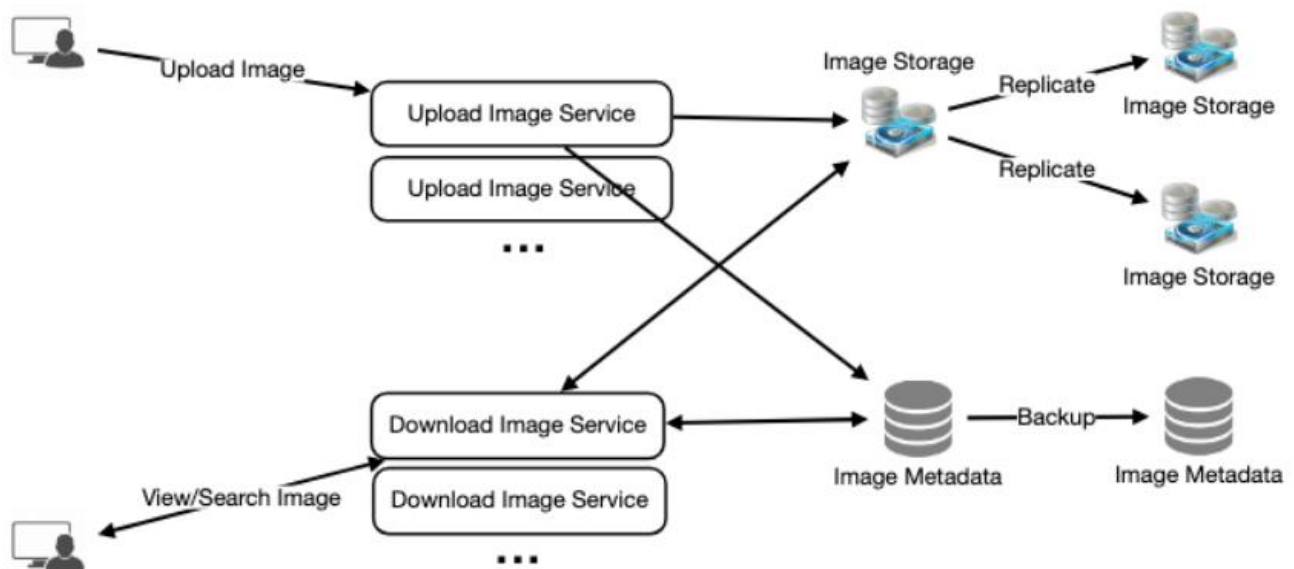 Upload Image
Upload Image Service
Upload Image Service
...
Image Storage
Replicate
Image Storage
Replicate
Image Storage
Download Image Service
Download Image Service
...
View/Search Image
Image Metadata
Backup
Image Metadata